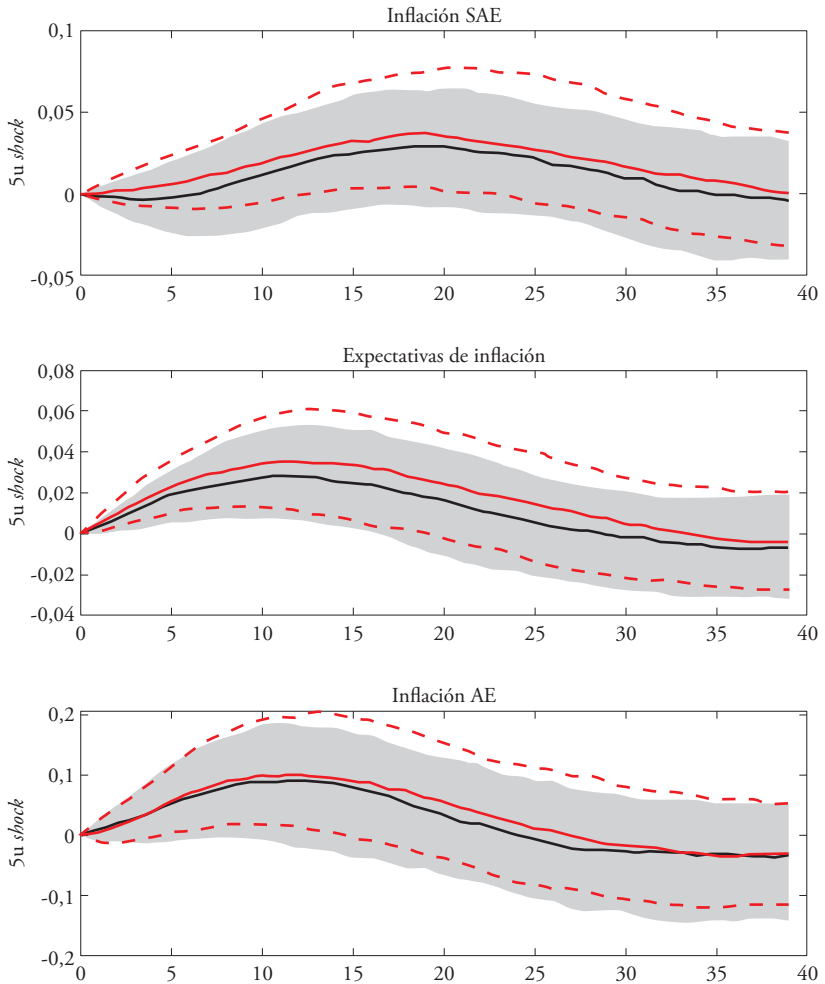 Inflación SAE
0,1
0,05
0
-0,05
5u shock
0 5 10 15 20 25 30 35 40
Expectativas de inflación
0,08
0,06
0,04
0,02
0
-0,02
-0,04
5u shock
0 5 10 15 20 25 30 35 40
Inflación AE
0,2
0,1
0
-0,1
-0,2
5u shock
0 5 10 15 20 25 30 35 40